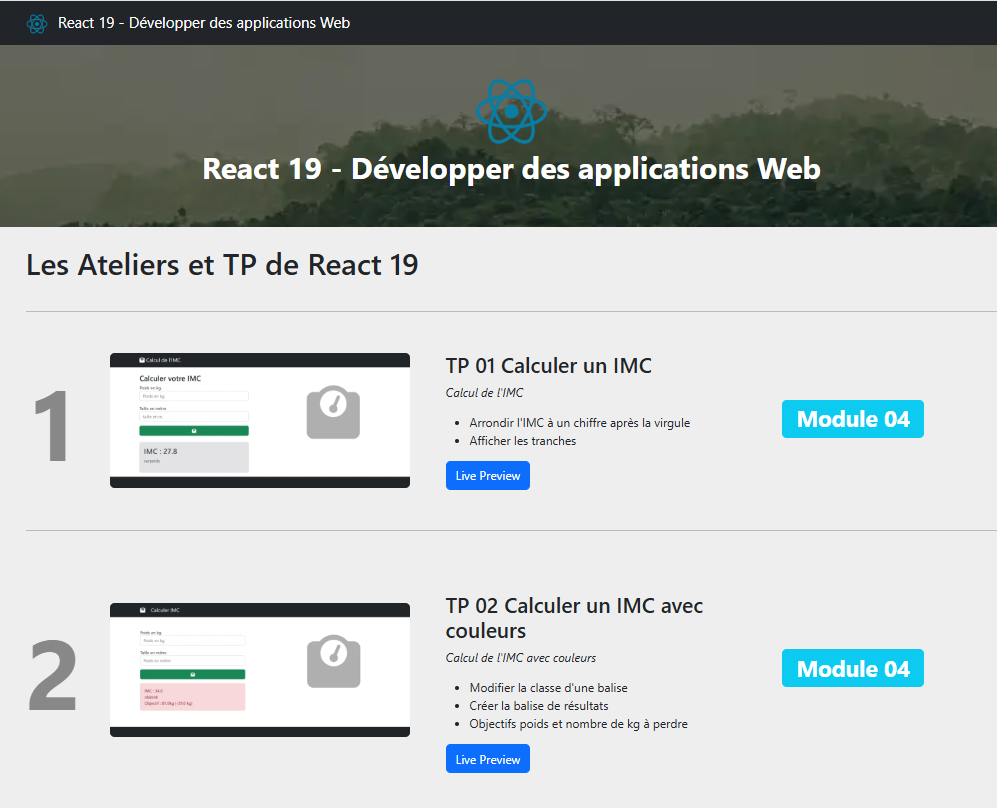 React 19 - Développer des applications Web
React 19 - Développer des applications Web
Les Ateliers et TP de React 19
1
Calcul de l'IMC
Calculer votre IMC
Poids en kg
Poids en kg
Taille en mètre
taille en m
IMC : 27.8
surpoids
TP 01 Calculer un IMC
Calcul de l'IMC
Arrondir l'IMC à un chiffre après la virgule
Afficher les tranches
Live Preview
Module 04
2
Calculer IMC
Poids en kg
Poids en kg
Taille en mètre
Poids en mètre
IMC : 34.0
obésité
TP 02 Calculer un IMC avec
couleurs
Calcul de l'IMC avec couleurs
Modifier la classe d'une balise
Créer la balise de résultats
Objectifs poids et nombre de kg à perdre
Live Preview
Module 04